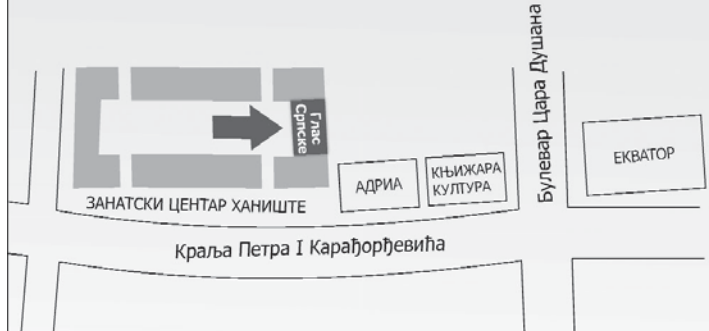 Булевар Цара Душана
Глас
Српске
ЕКВАТОР
АДРИА
КЊИЖАРА
КУЛТУРА
ЗАНАТСКИ ЦЕНТАР ХАНИШТЕ
Краља Петра I Карађорђевића